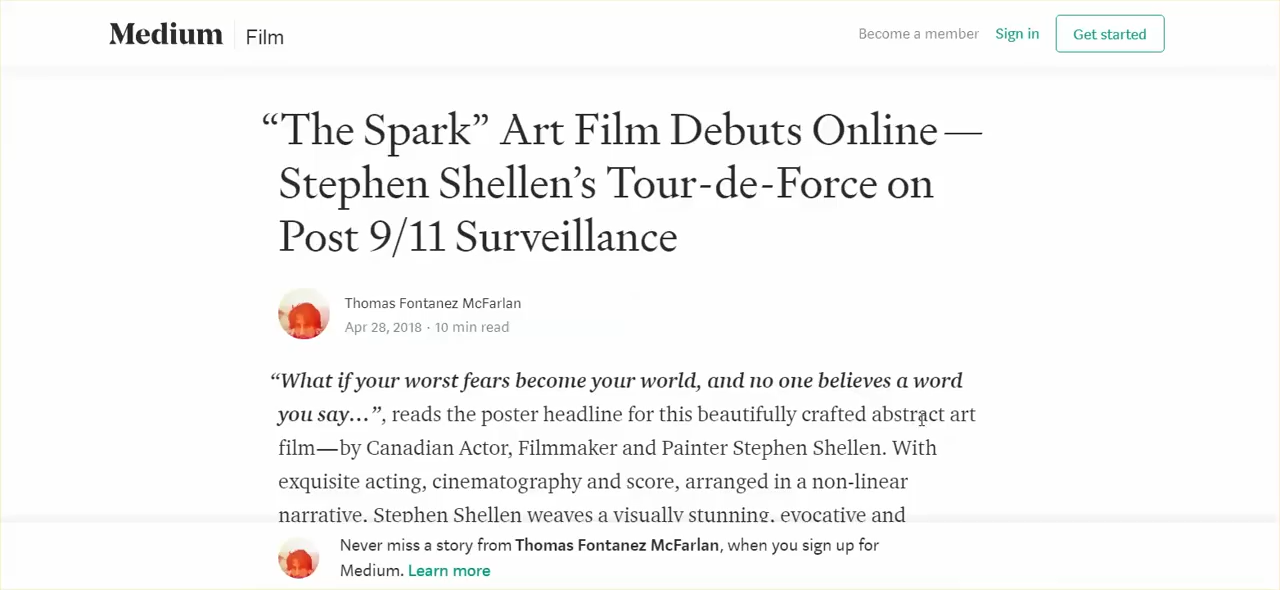 Medium Film Become a member Sign in Get started
“The Spark” Art Film Debuts Online —
Stephen Shellen’s Tour-de-Force on
Post 9/11 Surveillance
Thomas Fontanez McFarlan
Apr 28, 2018 · 10 min read
“What if your worst fears become your world, and no one believes a word
you say…”, reads the poster headline for this beautifully crafted abstract art
film — by Canadian Actor, Filmmaker and Painter Stephen Shellen. With
exquisite acting, cinematography and score, arranged in a non-linear
narrative, Stephen Shellen weaves a visually stunning, evocative and
Never miss a story from Thomas Fontanez McFarlan, when you sign up for
Medium. Learn more